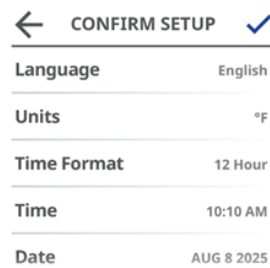 CONFIRM SETUP
Language English
Units °F
Time Format 12 Hour
Time 10:10 AM
Date AUG 8 2025